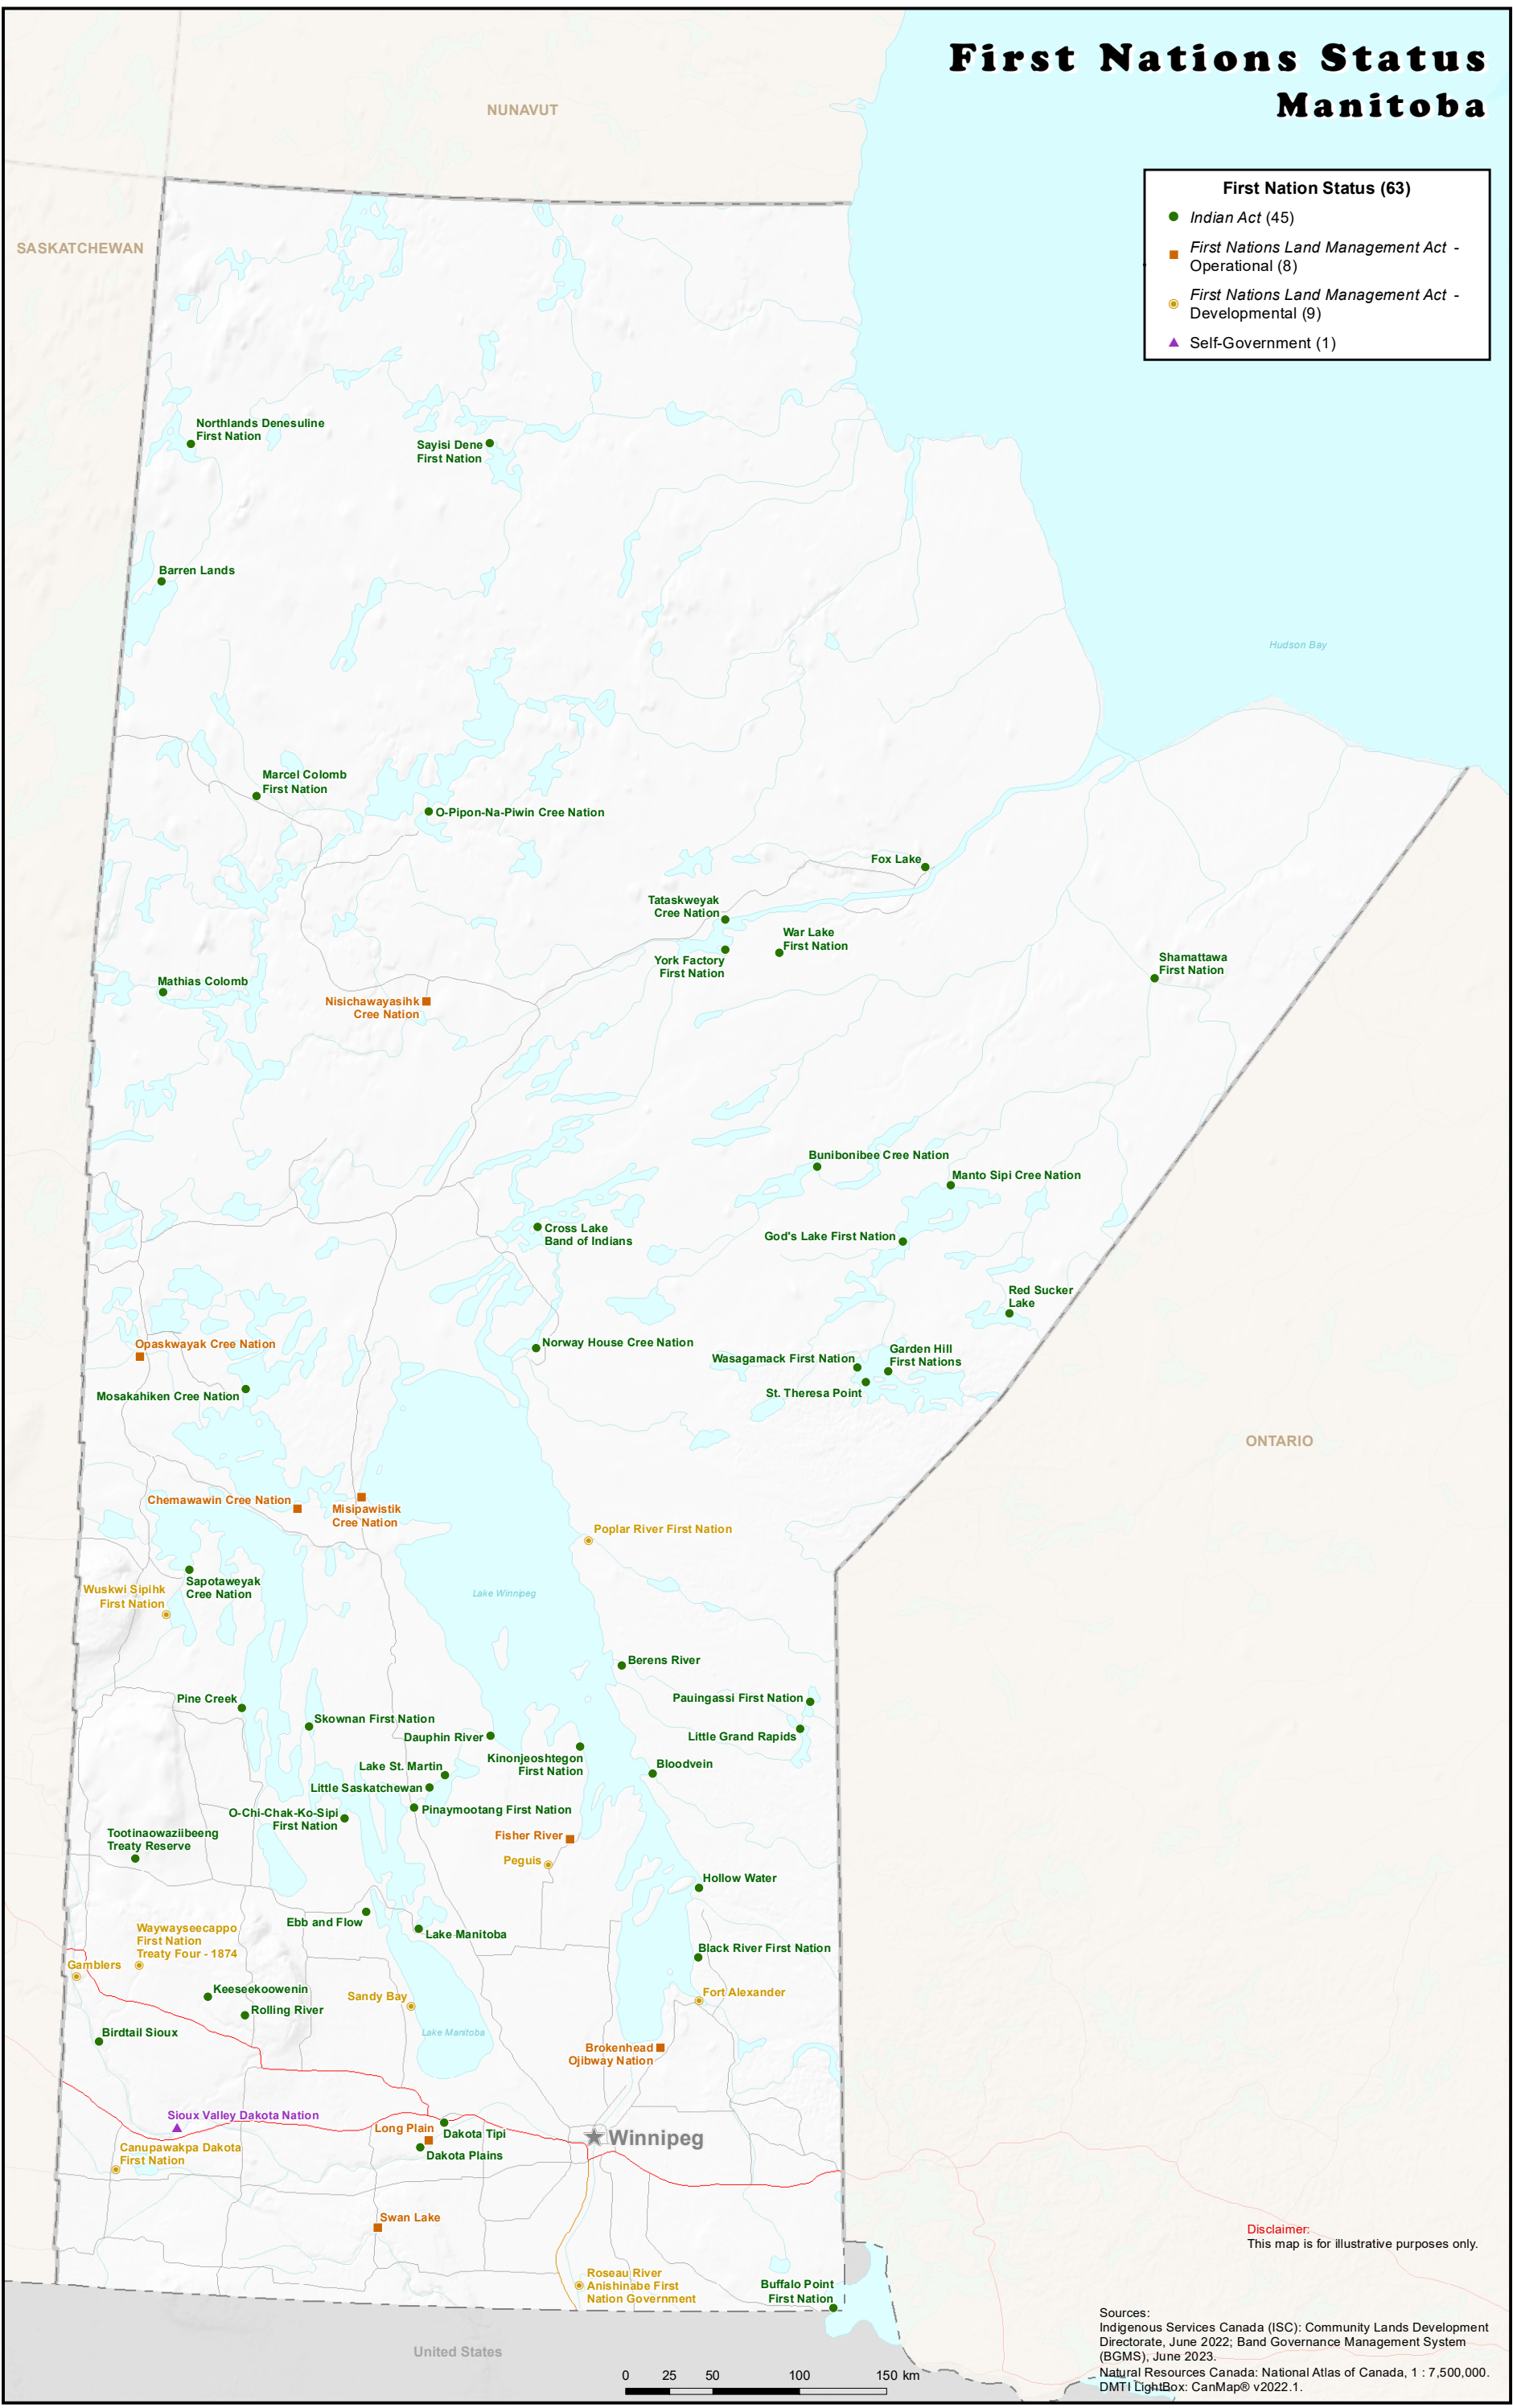 First Nations Status
Manitoba
NUNAVUT
SASKATCHEWAN
First Nation Status (63)
Indian Act (45)
First Nations Land Management Act -
Operational (8)
First Nations Land Management Act -
Developmental (9)
Self-Government (1)
Northlands Denesuline
First Nation
Sayisi Dene
First Nation
Barren Lands
Hudson Bay
Marcel Colomb
First Nation
O-Pipon-Na-Piwin Cree Nation
Fox Lake
Tataskweyak
Cree Nation
War Lake
First Nation
York Factory
First Nation
Shamattawa
First Nation
Mathias Colomb
Nisichawayasihk
Cree Nation
Bunibonibee Cree Nation
Manto Sipi Cree Nation
Cross Lake
Band of Indians
God's Lake First Nation
Red Sucker
Lake
Opaskwayak Cree Nation
Norway House Cree Nation
Wasagamack First Nation
Garden Hill
First Nations
St. Theresa Point
Mosakahiken Cree Nation
ONTARIO
Chemawawin Cree Nation
Misipawistik
Cree Nation
Poplar River First Nation
Sapotaweyak
Cree Nation
Wuskwi Sipihk
First Nation
Lake Winnipeg
Berens River
Pine Creek
Pauingassi First Nation
Skownan First Nation
Dauphin River
Little Grand Rapids
Kinonjeoshtegon
First Nation
Lake St. Martin
Bloodvein
Little Saskatchewan
O-Chi-Chak-Ko-Sipi
First Nation
Pinaymootang First Nation
Tootinaowaziibeeng
Treaty Reserve
Fisher River
Peguis
Hollow Water
Ebb and Flow
Lake Manitoba
Waywayseecappo
First Nation
Treaty Four - 1874
Black River First Nation
Gamblers
Keeseekoowenin
Sandy Bay
Fort Alexander
Rolling River
Birdtail Sioux
Lake Manitoba
Brokenhead
Ojibway Nation
Sioux Valley Dakota Nation
Long Plain
Dakota Tipi
Winnipeg
Canupawakpa Dakota
First Nation
Dakota Plains
Swan Lake
Disclaimer:
This map is for illustrative purposes only.
Roseau River
Anishinabe First
Nation Government
Buffalo Point
First Nation
United States
0 25 50 100 150 km
Sources:
Indigenous Services Canada (ISC): Community Lands Development
Directorate, June 2022; Band Governance Management System
(BGMS), June 2023.
Natural Resources Canada: National Atlas of Canada, 1 : 7,500,000.
DMTI LightBox: CanMap® v2022.1.